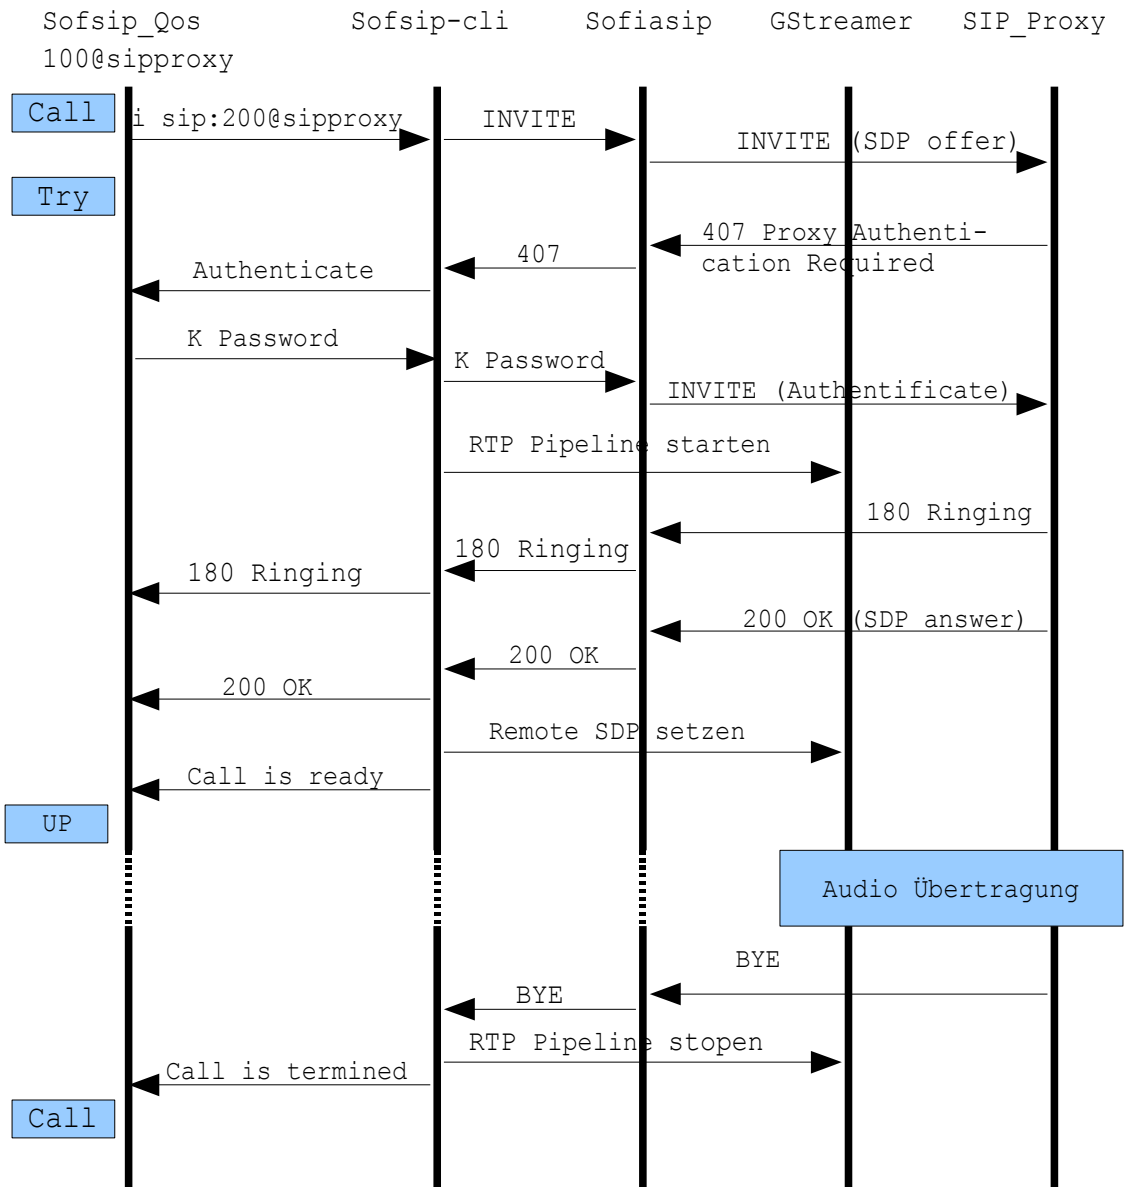 Sofsip_Qos Sofsip-cli Sofiasip GStreamer SIP_Proxy
100@sipproxy
Call
i sip:200@sipproxy
INVITE
INVITE (SDP offer)
Try
407 Proxy Authenti-
cation Required
407
Authenticate
K Password
K Password
INVITE (Authentificate)
RTP Pipeline starten
180 Ringing
180 Ringing
180 Ringing
200 OK (SDP answer)
200 OK
200 OK
Remote SDP setzen
Call is ready
UP
Audio Übertragung
BYE
BYE
RTP Pipeline stopen
Call is termined
Call